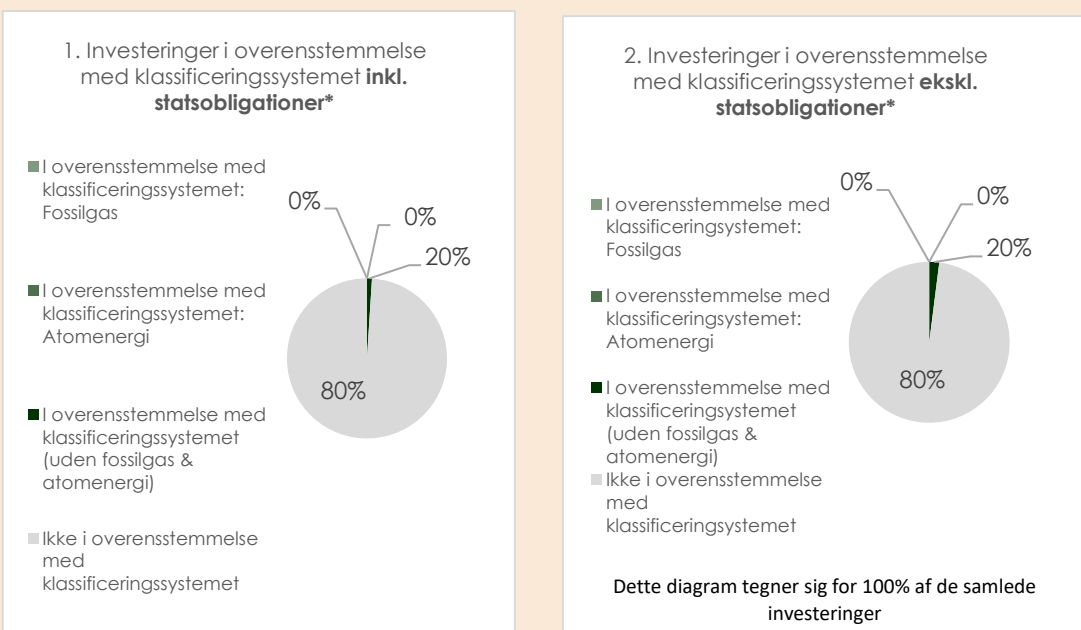 1. Investeringer i overensstemmelse
med klassificeringssystemet inkl.
statsobligationer*
I overensstemmelse med
klassificeringssystemet:
Fossilgas
I overensstemmelse med
klassificeringssystemet:
Atomenergi
I overensstemmelse med
klassificeringssystemet
(uden fossilgas &
atomenergi)
Ikke i overensstemmelse
med
klassificeringssystemet
0%
0%
20%
80%
2. Investeringer i overensstemmelse
med klassificeringssystemet ekskl.
statsobligationer*
I overensstemmelse med
klassificeringssystemet:
Fossilgas
I overensstemmelse med
klassificeringssystemet:
Atomenergi
I overensstemmelse med
klassificeringssystemet
(uden fossilgas &
atomenergi)
Ikke i overensstemmelse
med
klassificeringsystemet
0%
0%
20%
80%
Dette diagram tegner sig for 100% af de samlede
investeringer